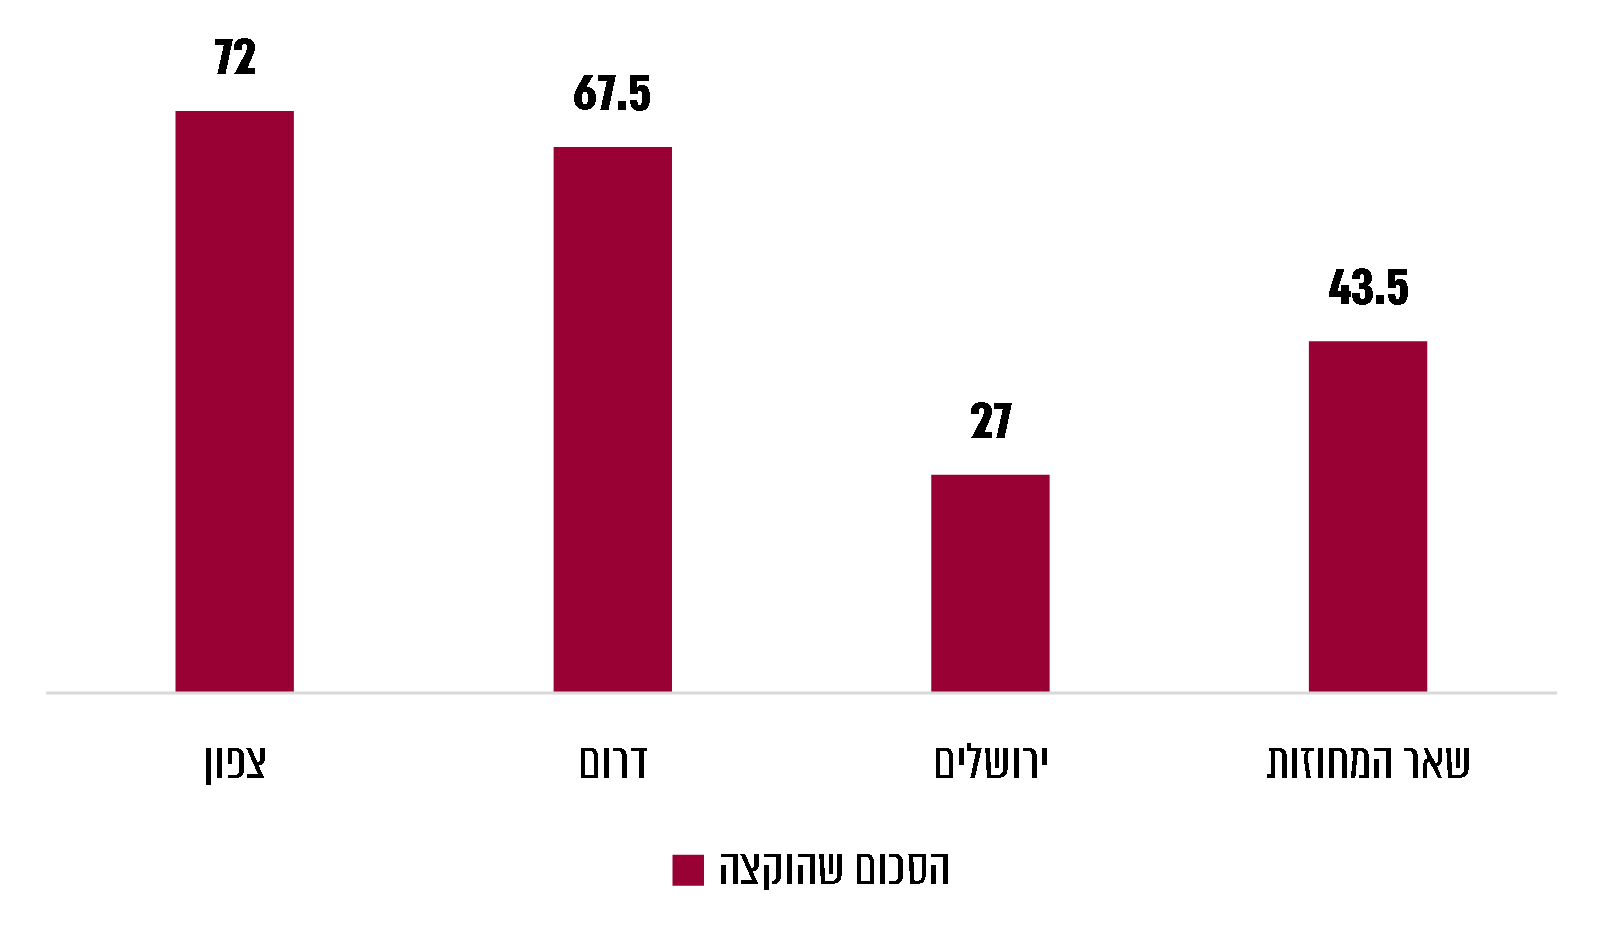 72
67.5
27
43.5
צפון
דרום
ירושלים
שאר המחוזות
הסכום שהוקצה